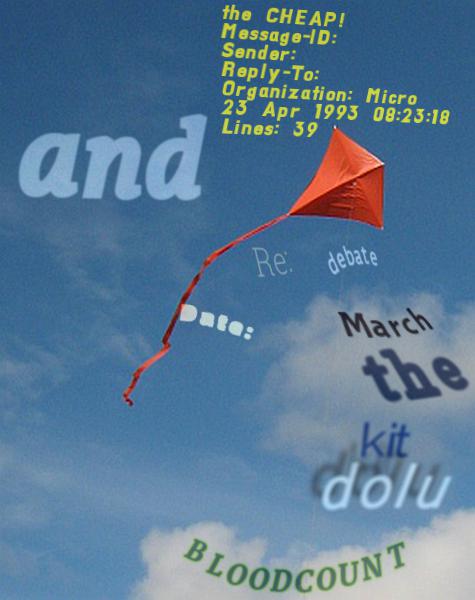 the CHEAP!
Message-ID:
Sender:
Reply-To:
Organization: Micro
23 Apr 1993 08:23:18
Lines: 39
and
Re: debate
Data:
March
the
kit
dolu
BLOODCOUNT